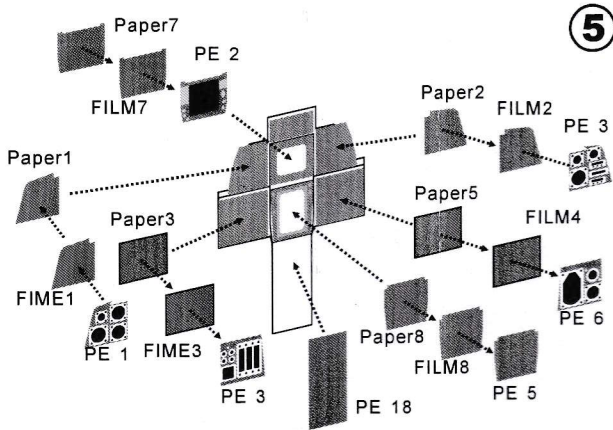 ⑤
Paper7
FILM7
PE 2
Paper2
FILM2
PE 3
Paper1
Paper3
Paper5
FILM4
FIME1
PE 1
FIME3
PE 3
PE 18
Paper8
FILM8
PE 5
PE 6